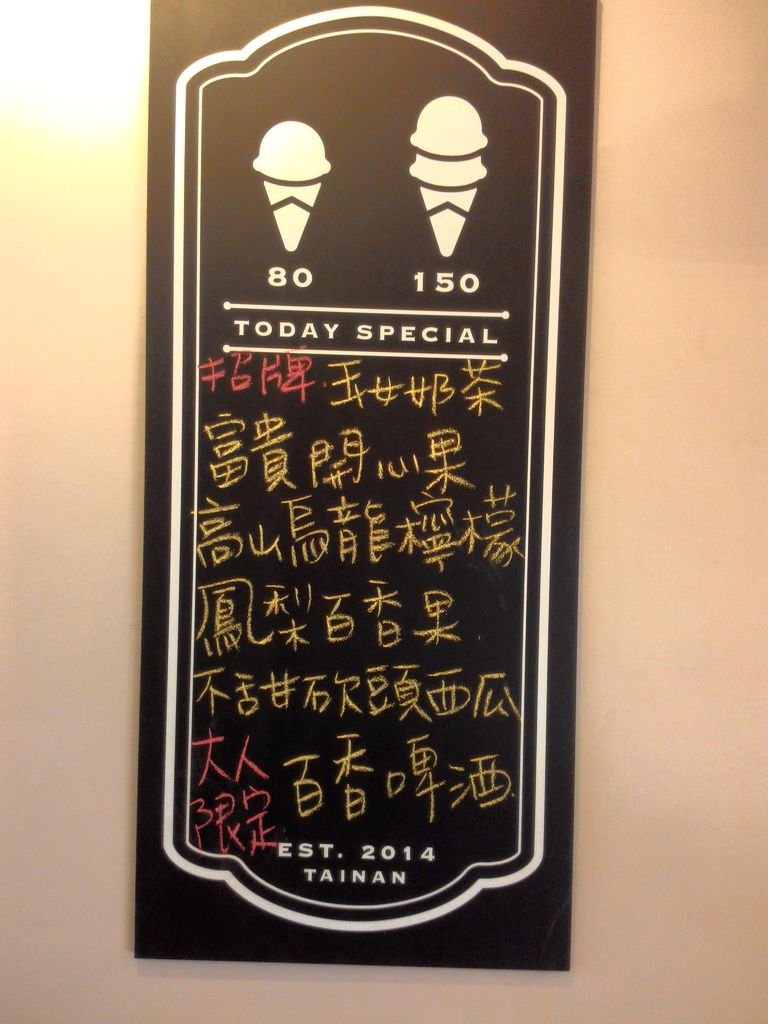 80 150
TODAY SPECIAL
招牌. 玉女奶茶
富貴開心果
高山烏龍檸檬
鳳梨百香果
不甜砍頭西瓜
大人限定 百香啤酒
EST. 2014
TAINAN